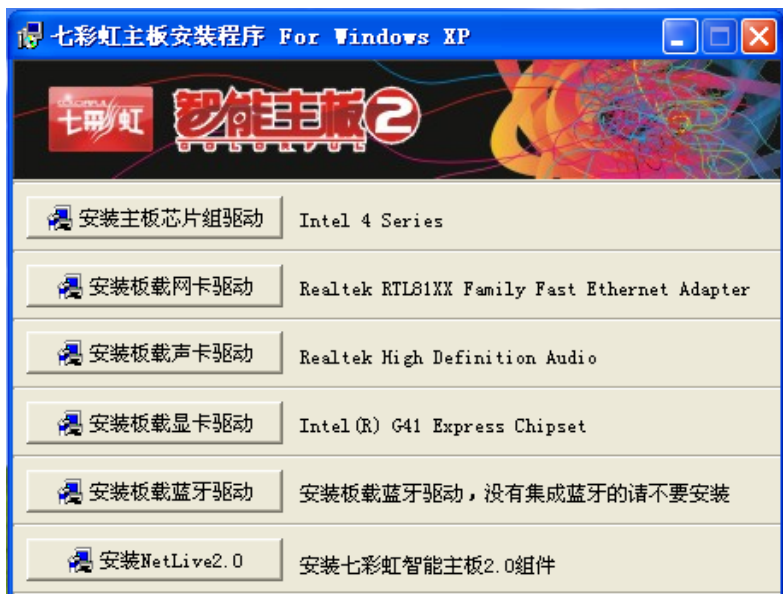 七彩虹主板安装程序 For Windows XP
COLORFUL
七彩虹
智能主板2
COLORFUL
安装主板芯片组驱动 Intel 4 Series
安装板载网卡驱动 Realtek RTL81XX Family Fast Ethernet Adapter
安装板载声卡驱动 Realtek High Definition Audio
安装板载显卡驱动 Intel(R) G41 Express Chipset
安装板载蓝牙驱动 安装板载蓝牙驱动，没有集成蓝牙的请不要安装
安装NetLive2.0 安装七彩虹智能主板2.0组件